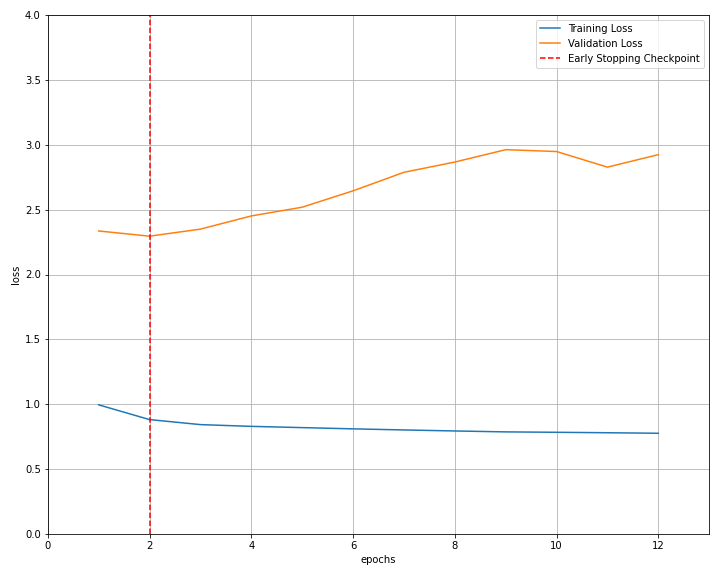 4.0
3.5
3.0
2.5
2.0
1.5
1.0
0.5
0.0
loss
0 2 4 6 8 10 12
epochs
Training Loss
Validation Loss
Early Stopping Checkpoint